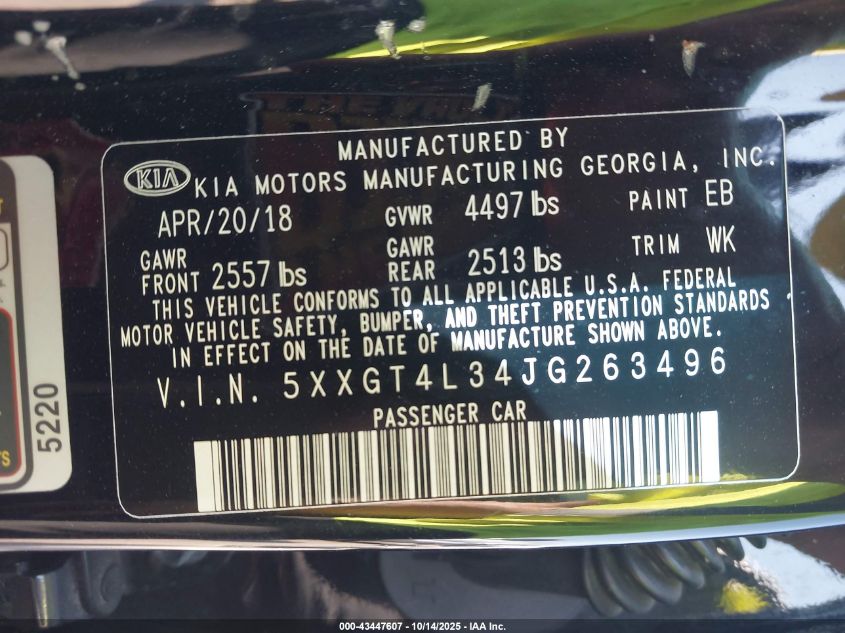 MANUFACTURED BY
KIA KIA MOTORS MANUFACTURING GEORGIA, INC.
APR/20/18 GVWR 4497 lbs PAINT EB
GAWR FRONT 2557 lbs GAWR REAR 2513 lbs TRIM WK
THIS VEHICLE CONFORMS TO ALL APPLICABLE U.S.A. FEDERAL
MOTOR VEHICLE SAFETY, BUMPER, AND THEFT PREVENTION STANDARDS
IN EFFECT ON THE DATE OF MANUFACTURE SHOWN ABOVE.
V.I.N. 5XXGT4L34JG263496
PASSENGER CAR
5220
000-43447607 - 10/14/2025 - IAA Inc.